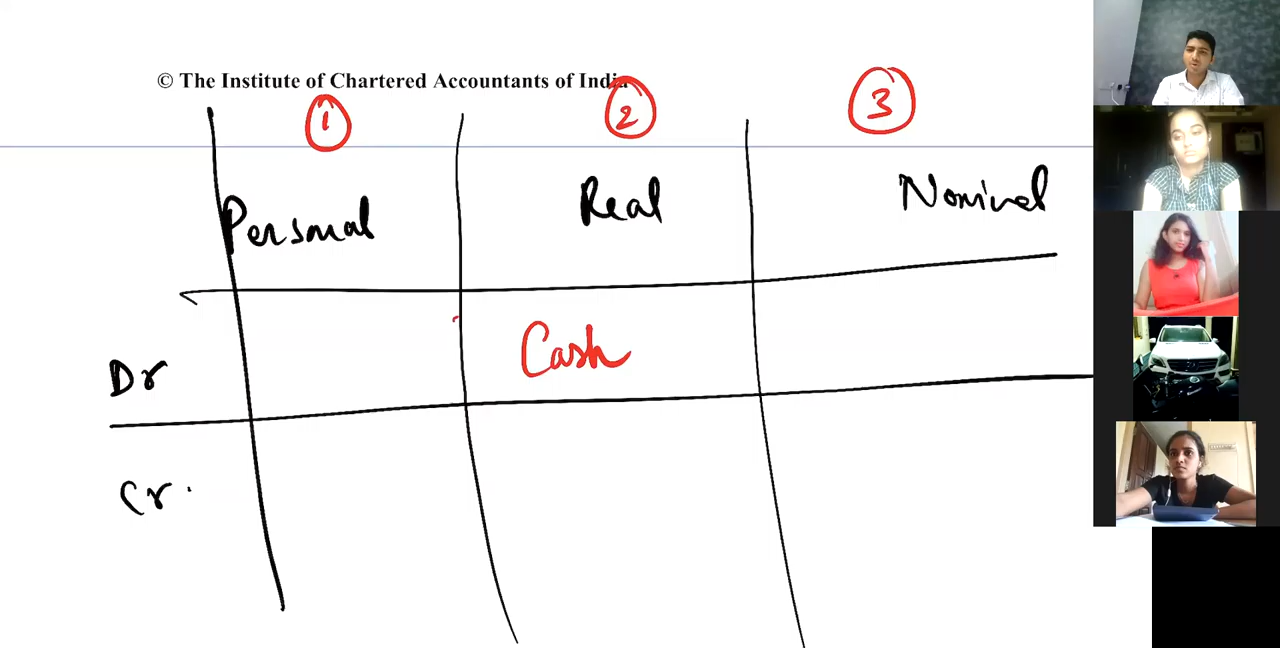 © The Institute of Chartered Accountants of India
1 2 3
Personal Real Nominal
Dr Cash
Cr.